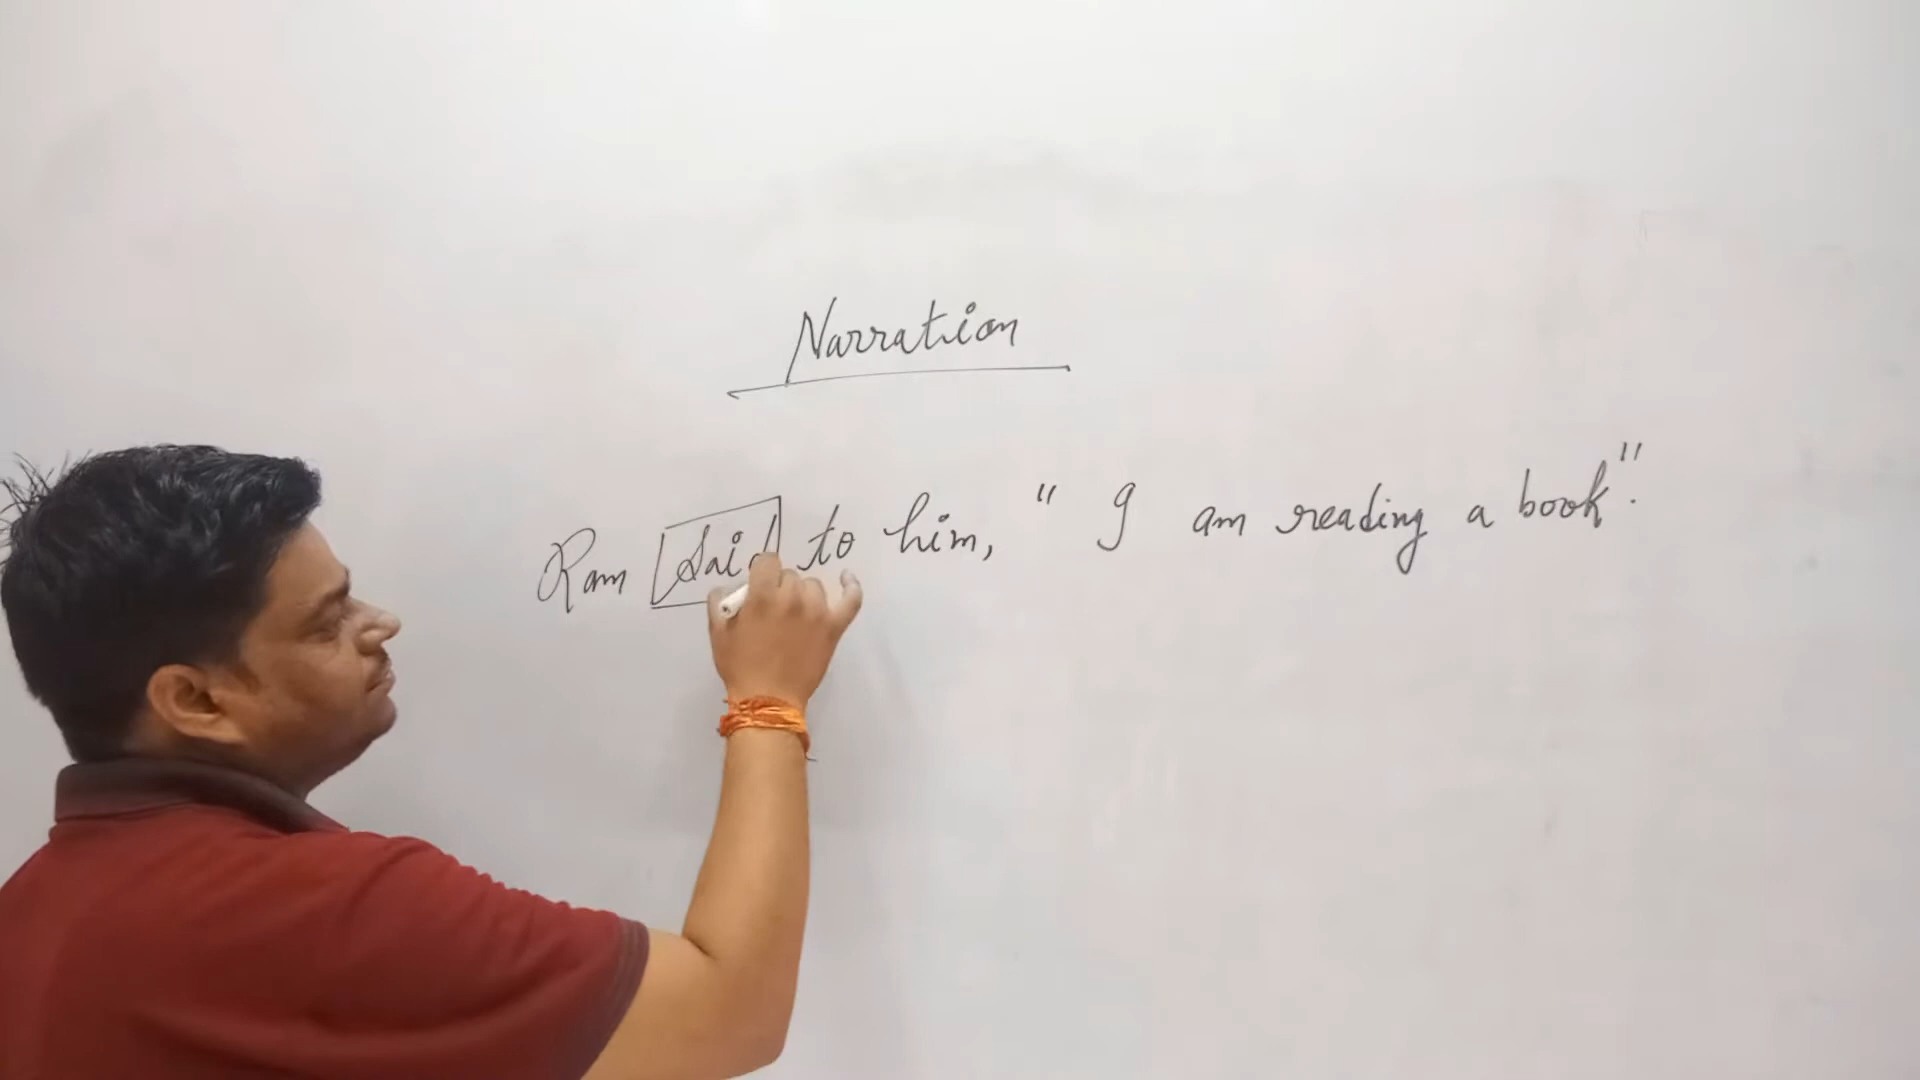 Narration
Ram Said to him, " I am reading a book".